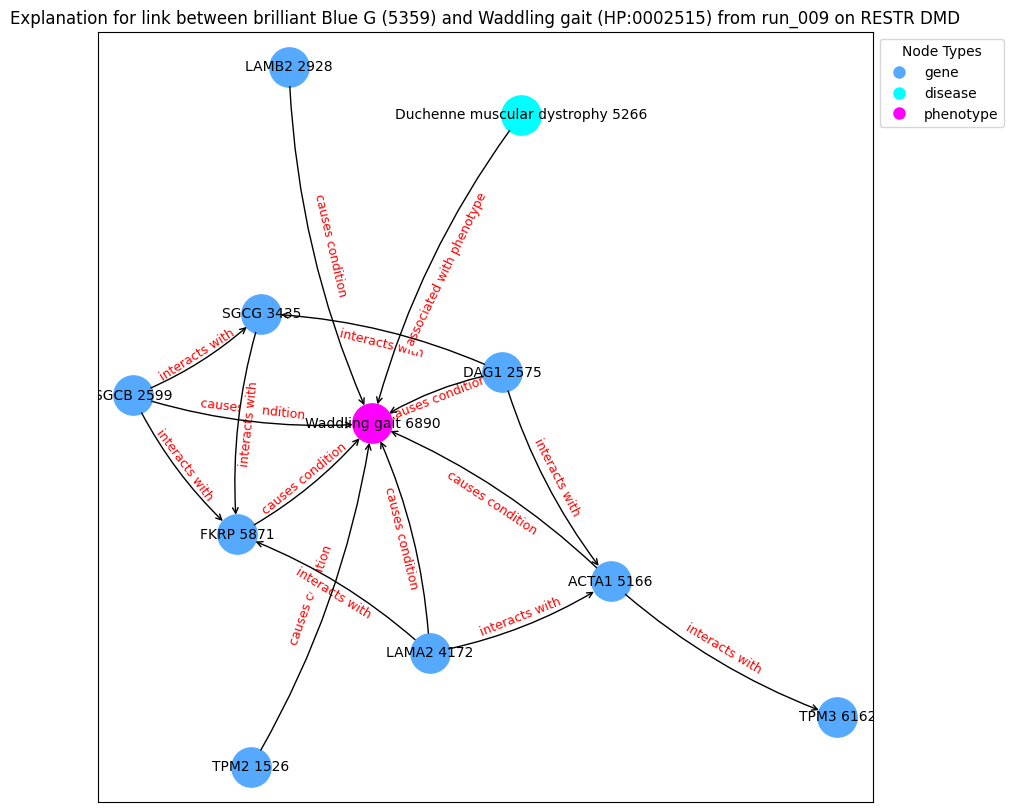 Explanation for link between brilliant Blue G (5359) and Waddling gait (HP:0002515) from run_009 on RESTR DMD
Node Types
gene
disease
phenotype
LAMB2 2928
Duchenne muscular dystrophy 5266
causes condition
associated with phenotype
SGCG 3435
interacts with
interacts with
DAG1 2575
SGCB 2599
causes condition
causes condition
Waddling gait 6890
interacts with
interacts with
causes condition
interacts with
causes condition
causes condition
FKRP 5871
causes condition
interacts with
ACTA1 5166
interacts with
interacts with
LAMA2 4172
TPM3 6162
TPM2 1526